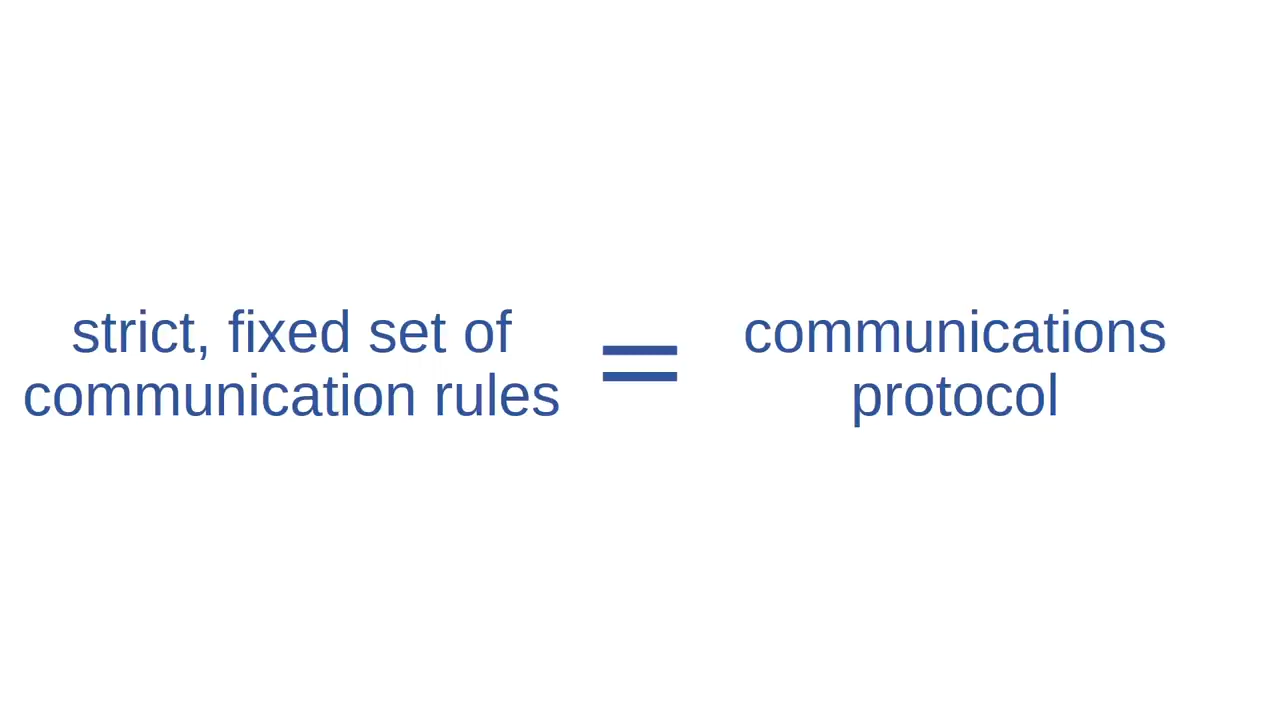 strict, fixed set of
communication rules
=
communications
protocol